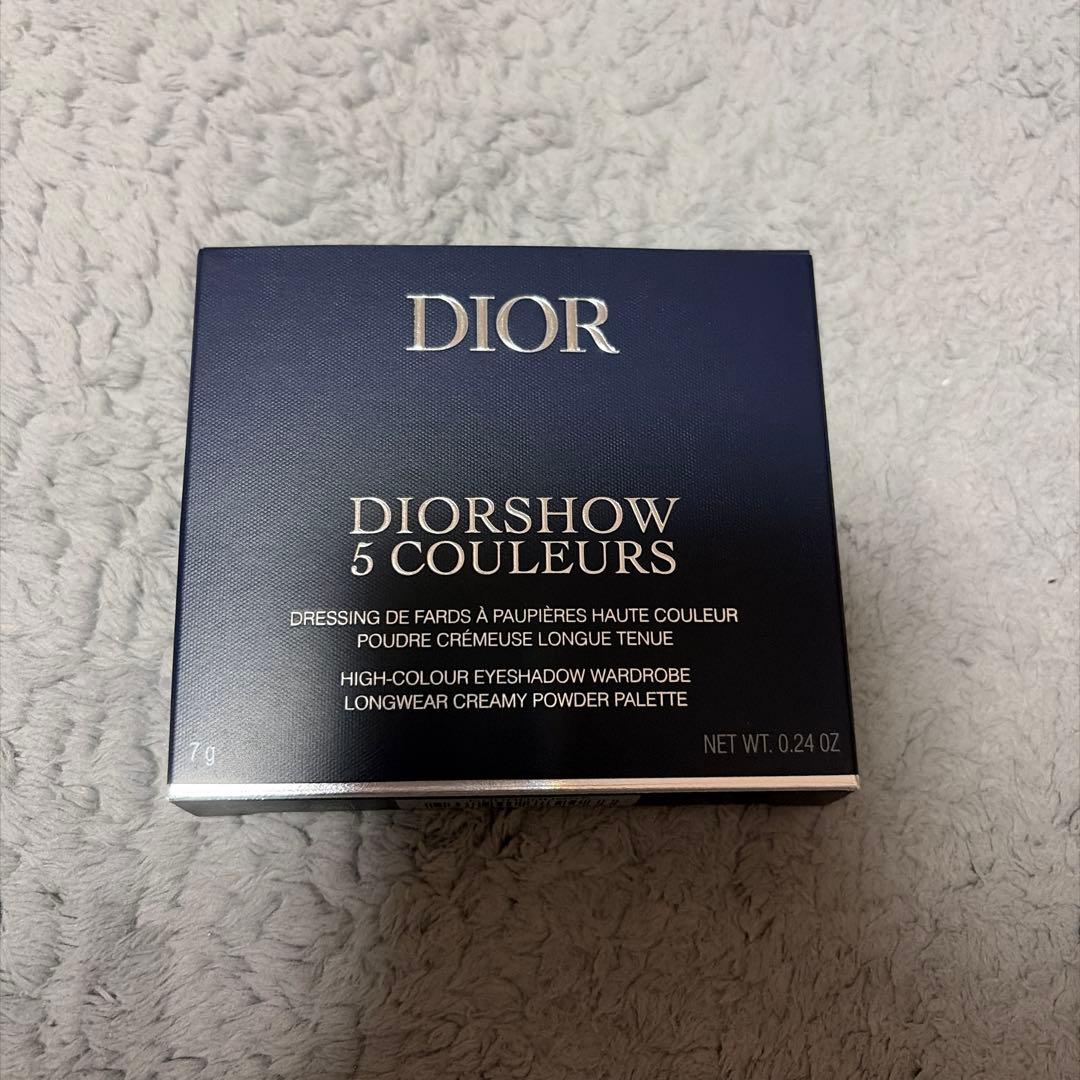 DIOR
DIORSHOW
5 COULEURS
DRESSING DE FARDS À PAUPIÈRES HAUTE COULEUR
POUDRE CRÉMEUSE LONGUE TENUE
HIGH-COLOUR EYESHADOW WARDROBE
LONGWEAR CREAMY POWDER PALETTE
7 g
NET WT. 0.24 OZ